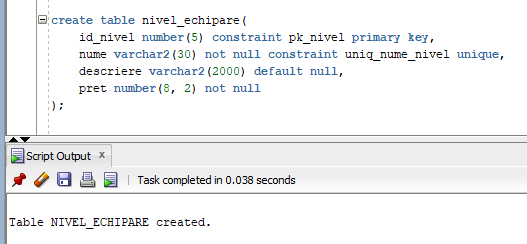 create table nivel_echipare(
id_nivel number(5) constraint pk_nivel primary key,
nume varchar2(30) not null constraint uniq_nume_nivel unique,
descriere varchar2(2000) default null,
pret number(8, 2) not null
);
Script Output x
Task completed in 0.038 seconds
Table NIVEL_ECHIPARE created.